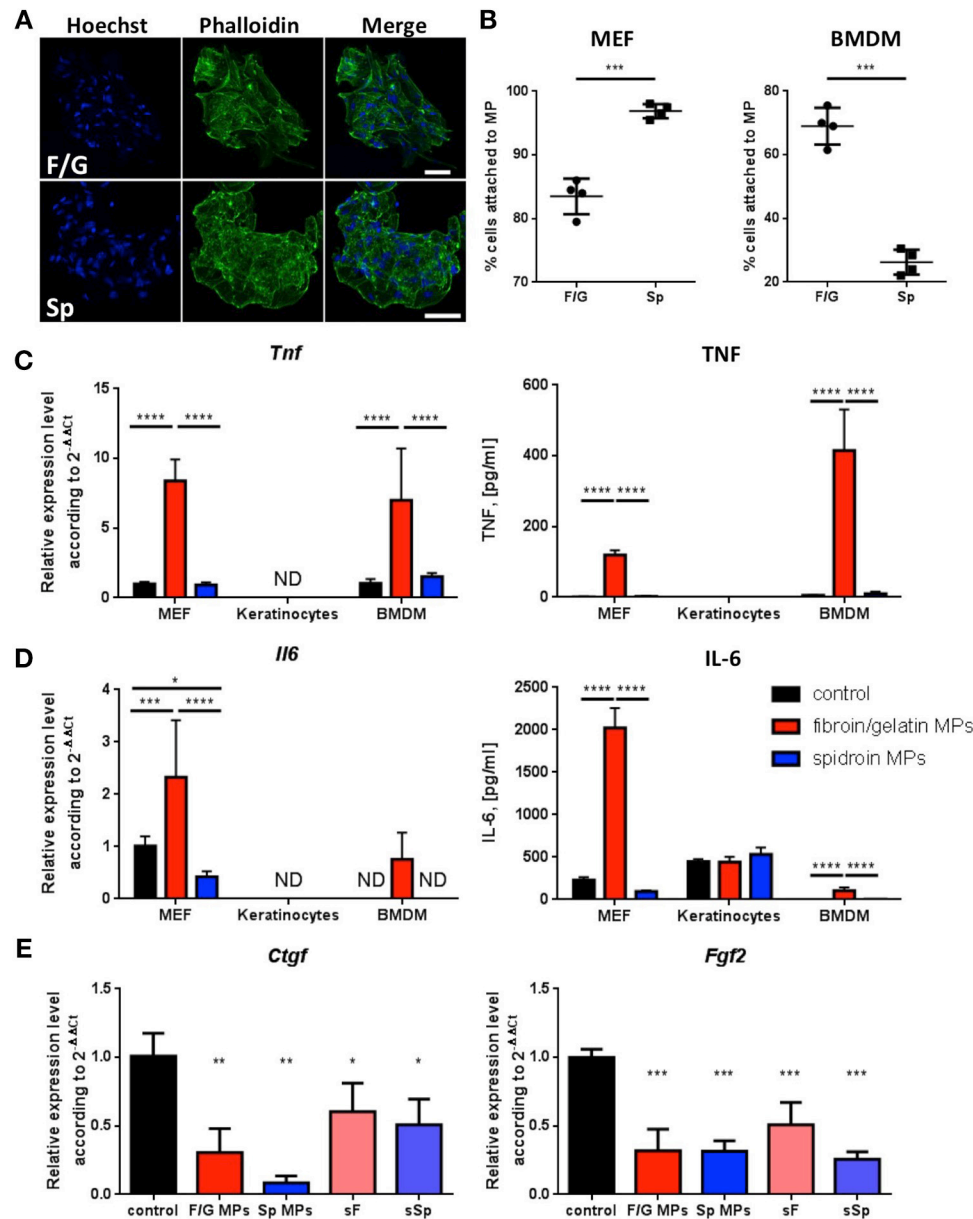 A
Hoechst
Phalloidin
Merge
F/G
Sp
B
MEF
BMDM
***
***
% cells attached to MP
100
90
80
70
F/G
Sp
% cells attached to MP
80
60
40
20
F/G
Sp
C
Tnf
Relative expression level
according to 2^-ΔΔCt
15
10
5
0
****
****
****
****
ND
MEF
Keratinocytes
BMDM
TNF
TNF, [pg/ml]
600
400
200
0
****
****
****
****
MEF
Keratinocytes
BMDM
D
Il6
Relative expression level
according to 2^-ΔΔCt
4
3
2
1
0
*
***
****
ND
ND
ND
MEF
Keratinocytes
BMDM
IL-6
IL-6, [pg/ml]
2500
2000
1500
1000
500
0
****
****
****
****
MEF
Keratinocytes
BMDM
control
fibroin/gelatin MPs
spidroin MPs
E
Ctgf
Relative expression level
according to 2^-ΔΔCt
1.5
1.0
0.5
0.0
**
**
*
*
control
F/G MPs
Sp MPs
sF
sSp
Fgf2
Relative expression level
according to 2^-ΔΔCt
1.5
1.0
0.5
0.0
***
***
***
***
control
F/G MPs
Sp MPs
sF
sSp